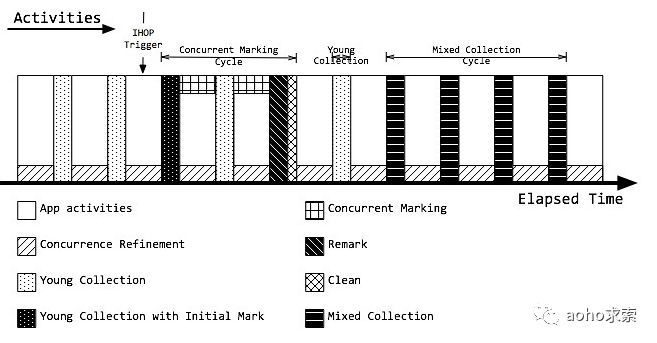 Activities
IHOP
Trigger
Concurrent Marking
Cycle
Young
Collection
Mixed Collection
Cycle
Elapsed Time
App activities
Concurrent Marking
Concurrence Refinement
Remark
Young Collection
Clean
Young Collection with Initial Mark
Mixed Collection
aoho求索